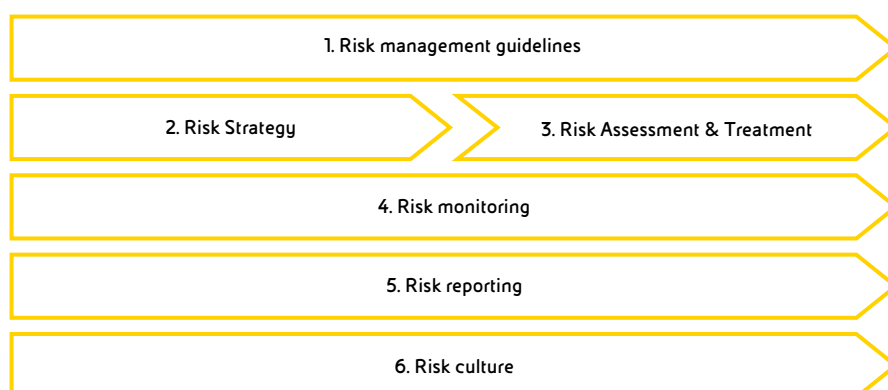 1. Risk management guidelines
2. Risk Strategy
3. Risk Assessment & Treatment
4. Risk monitoring
5. Risk reporting
6. Risk culture